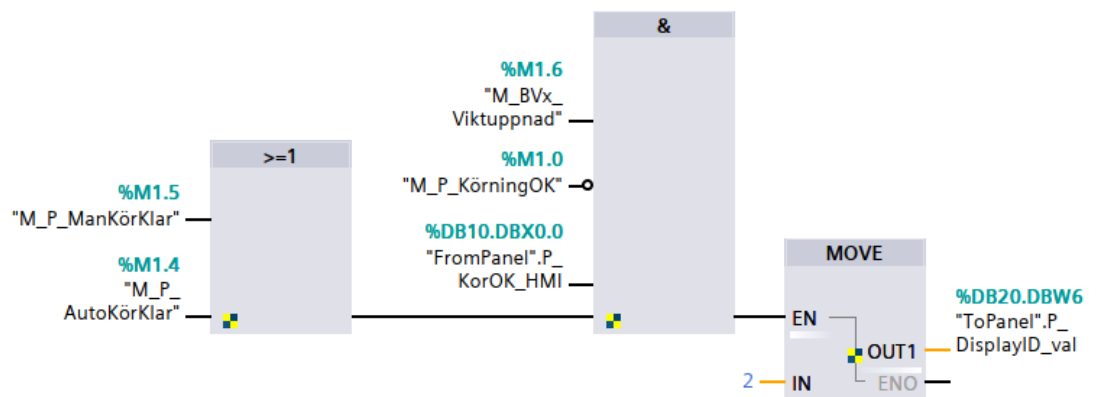 &
%M1.6
"M_BVx_
Viktuppnad"
>=1
%M1.0
"M_P_KörningOK"
%M1.5
"M_P_ManKörKlar"
%DB10.DBX0.0
"FromPanel".P_
KorOK_HMI
MOVE
%M1.4
"M_P_
AutoKörKlar"
%DB20.DBW6
"ToPanel".P_
DisplayID_val
EN
OUT1
2
IN
ENO